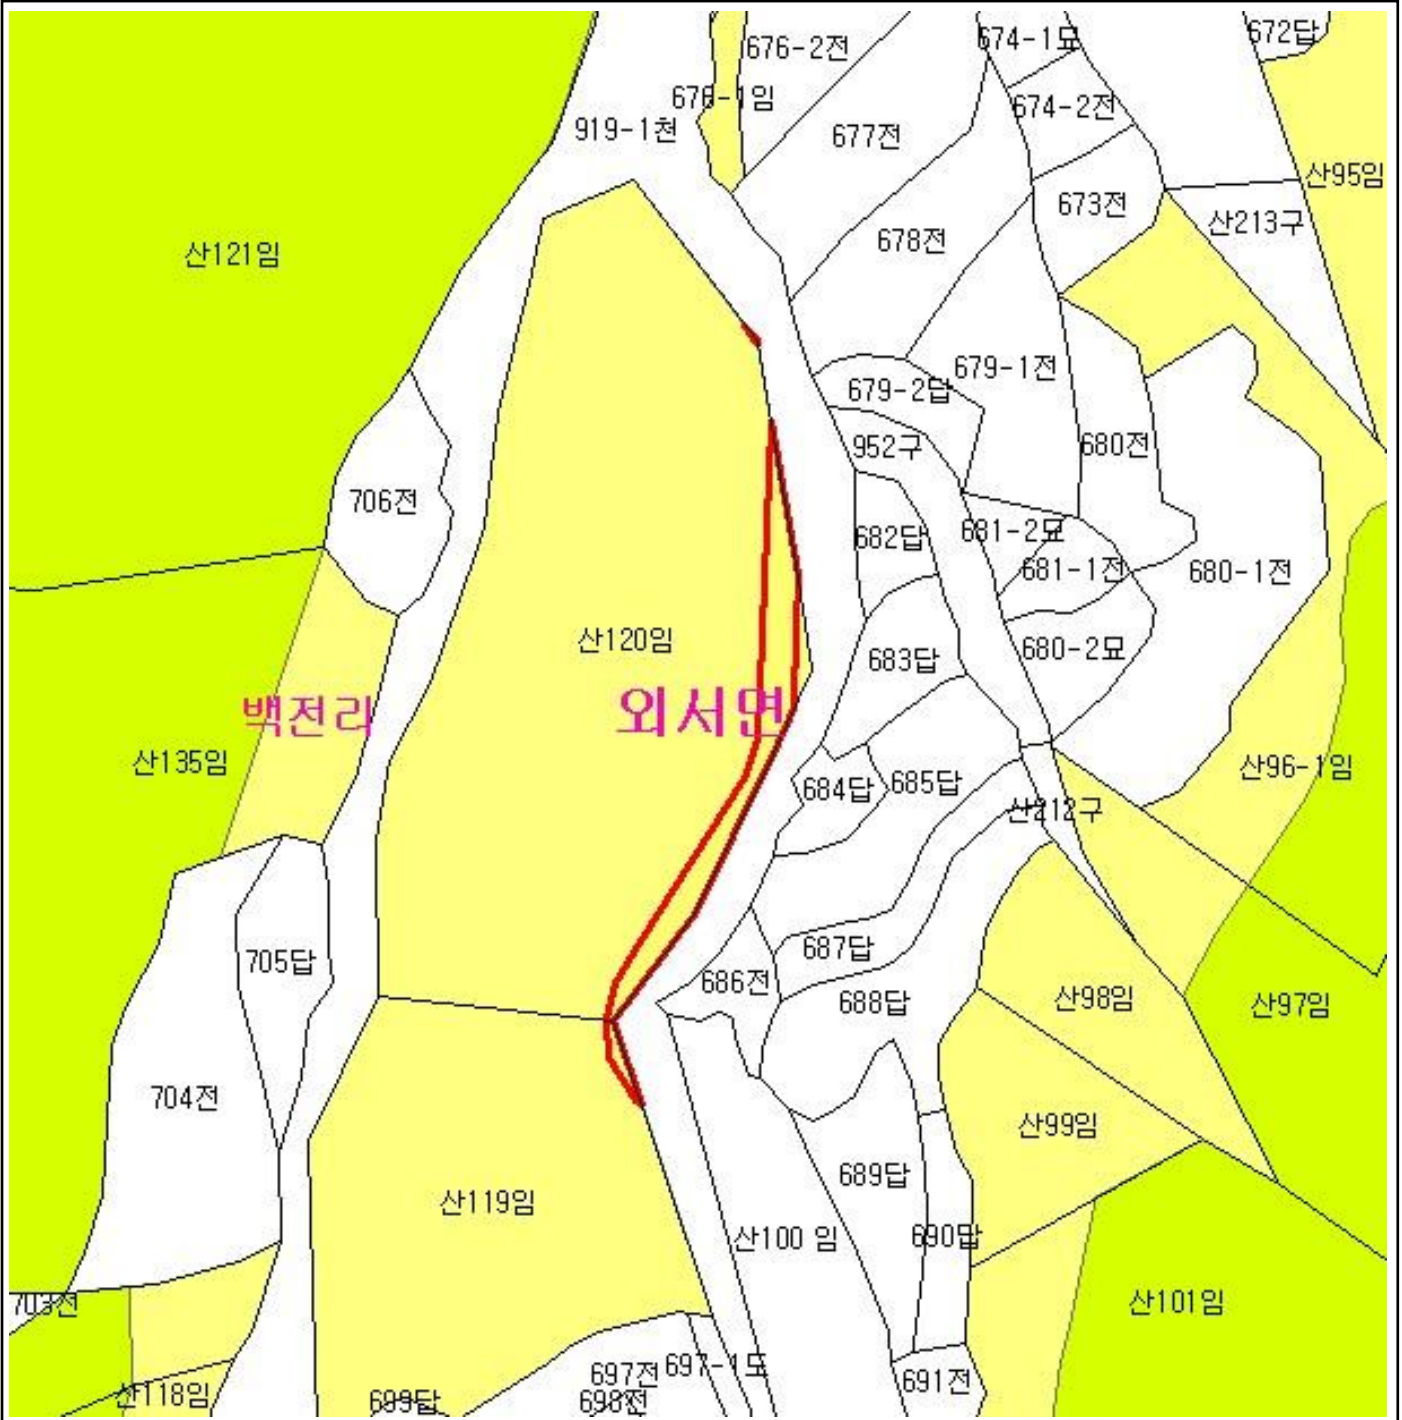 672답
674-1묘
676-2전
676-1임
674-2전
919-1천
677전
산95임
673전
산213구
678전
산121임
679-1전
679-2답
952구
680전
706전
682답
681-2묘
681-1전
680-1전
산120임
683답
680-2묘
백전리
외서면
산135임
산96-1임
684답
685답
산212구
705답
687답
686전
688답
산98임
산97임
704전
산99임
689답
산119임
산100 임
690답
703전
산101임
697전
697-1도
691전
산118임
699답
698전